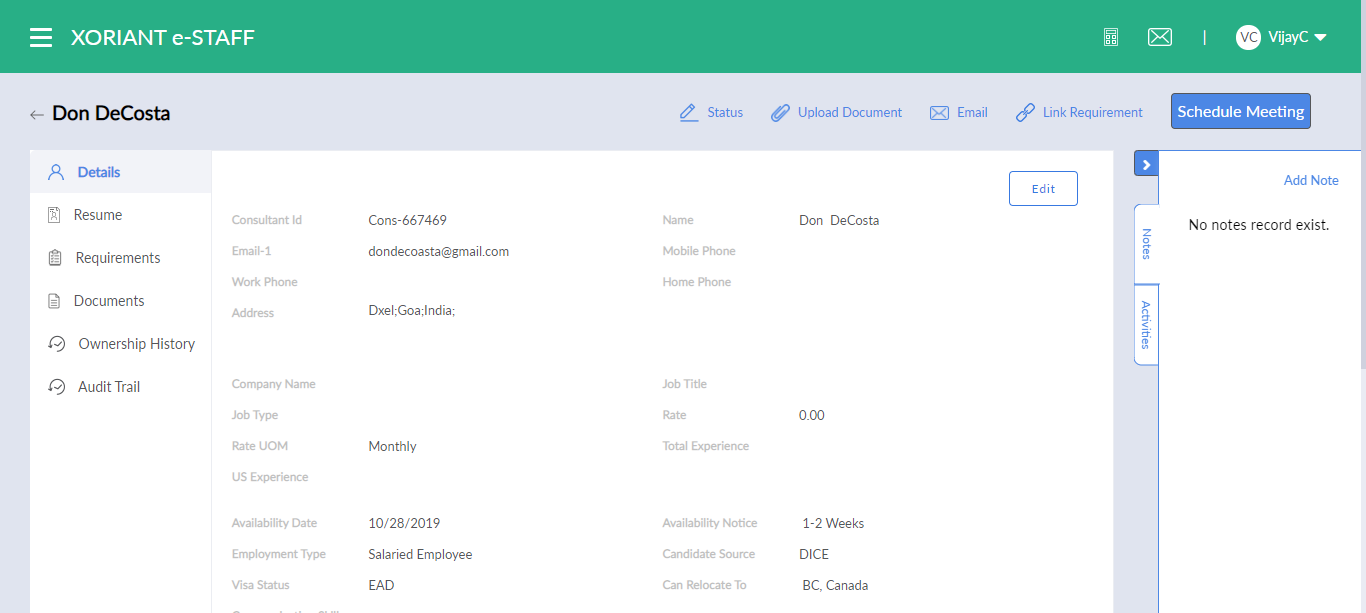 XORIANT e-STAFF
VC VijayC
Don DeCosta
Status Upload Document Email Link Requirement Schedule Meeting
Details
Resume
Requirements
Documents
Ownership History
Audit Trail
Edit
Consultant Id Cons-667469 Name Don DeCosta
Email-1 dondecoasta@gmail.com Mobile Phone
Work Phone Home Phone
Address Dxel;Goa;India;
Company Name Job Title
Job Type Rate 0.00
Rate UOM Monthly Total Experience
US Experience
Availability Date 10/28/2019 Availability Notice 1-2 Weeks
Employment Type Salaried Employee Candidate Source DICE
Visa Status EAD Can Relocate To BC, Canada
Add Note
No notes record exist.
Notes
Activities